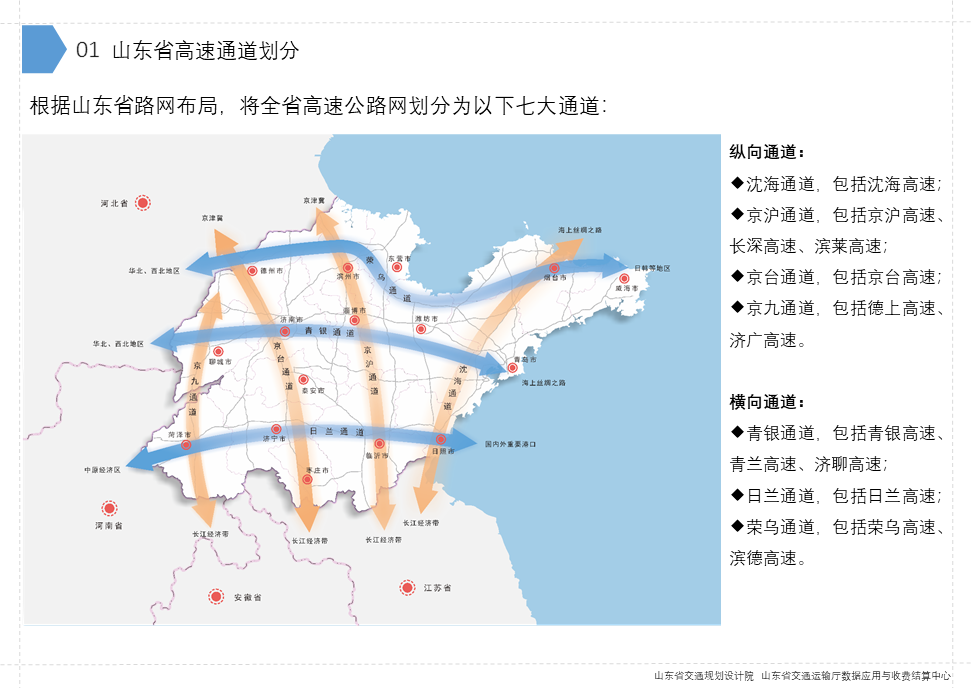 01 山东省高速通道划分
根据山东省路网布局，将全省高速公路网划分为以下七大通道：
河北省
京津冀
京津冀
海上丝绸之路
华北、西北地区
德州市
滨州市
东营市
荣乌通道
烟台市
日韩等地区
威海市
济南市
淄博市
潍坊市
青银通道
华北、西北地区
聊城市
京台通道
京沪通道
青岛市
海上丝绸之路
京九通道
泰安市
沈海通道
菏泽市
济宁市
日兰通道
临沂市
日照市
国内外重要港口
中原经济区
枣庄市
河南省
长江经济带
长江经济带
长江经济带
长江经济带
安徽省
江苏省
纵向通道：
◆沈海通道，包括沈海高速；
◆京沪通道，包括京沪高速、
长深高速、滨莱高速；
◆京台通道，包括京台高速；
◆京九通道，包括德上高速、
济广高速。
横向通道：
◆青银通道，包括青银高速、
青兰高速、济聊高速；
◆日兰通道，包括日兰高速；
◆荣乌通道，包括荣乌高速、
滨德高速。
山东省交通规划设计院 山东省交通运输厅数据应用与收费结算中心